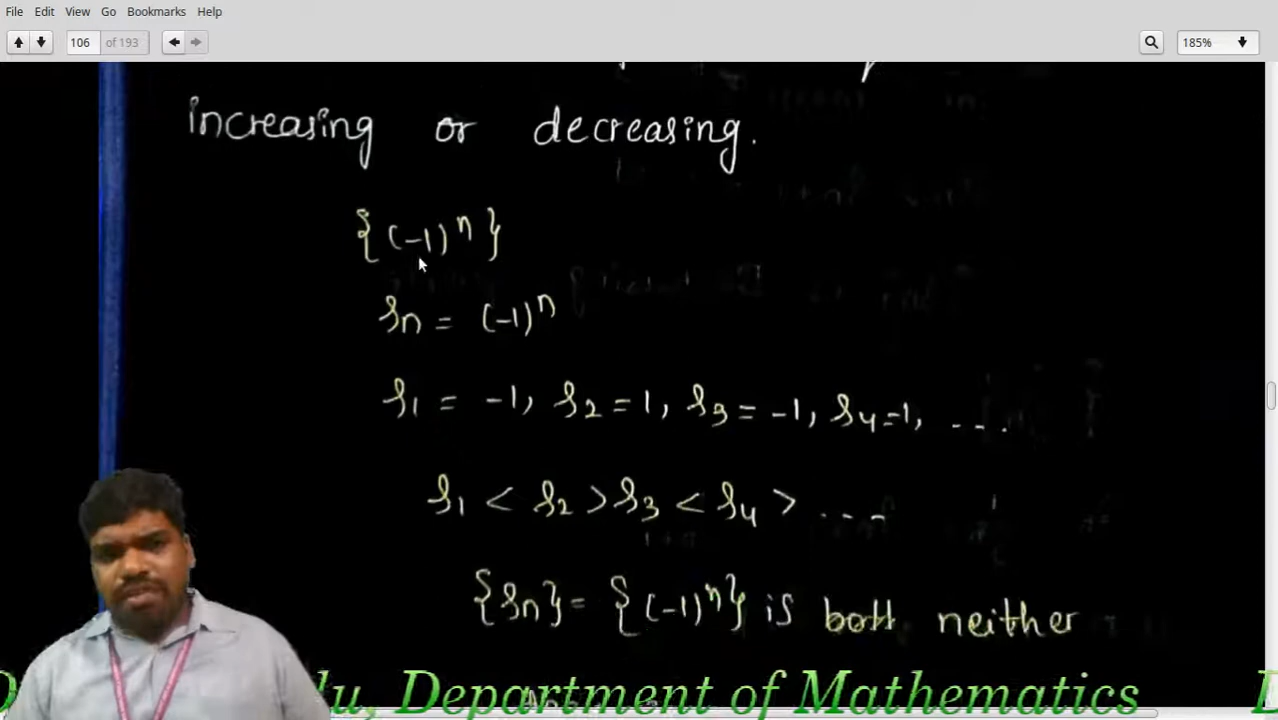 File Edit View Go Bookmarks Help
106 of 193 185%
increasing or decreasing.
{(-1)^n}
Sn = (-1)^n
S1 = -1, S2 = 1, S3 = -1, S4 = 1, ....
S1 < S2 > S3 < S4 > ...
{Sn} = {(-1)^n} is both neither
du, Department of Mathematics